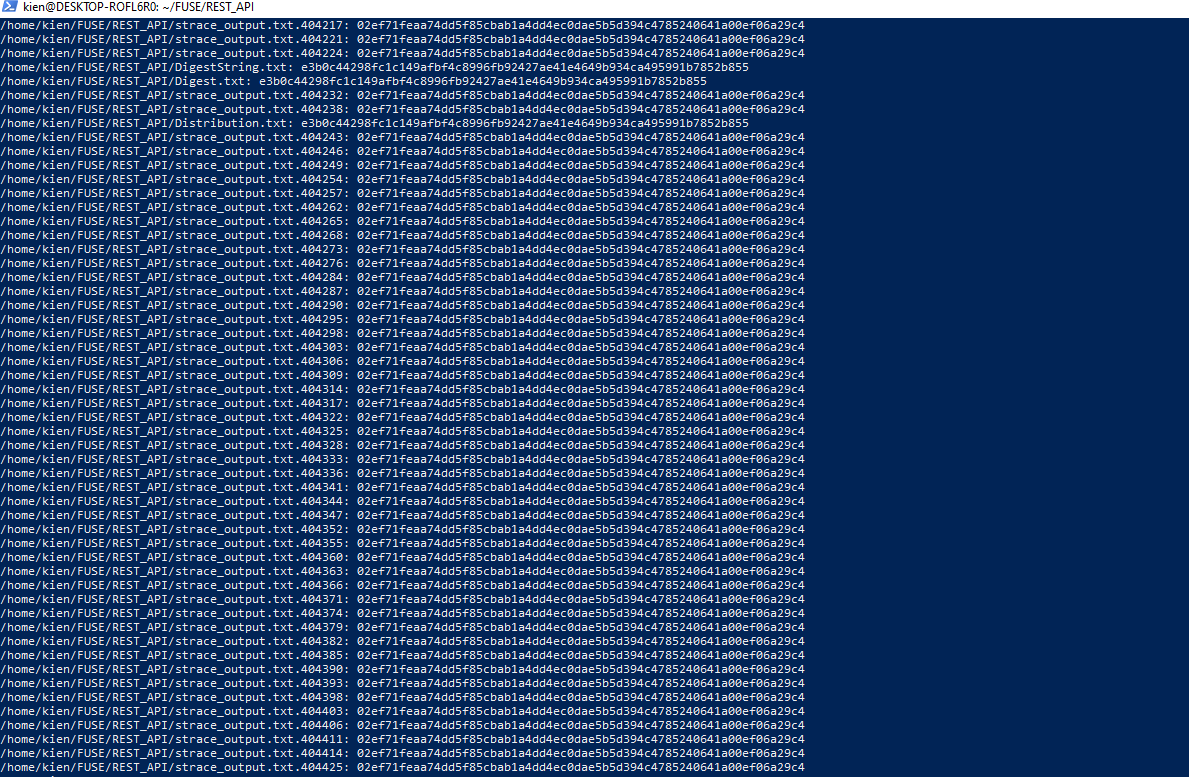 kien@DESKTOP-ROFL6R0: ~/FUSE/REST_API
/home/kien/FUSE/REST_API/strace_output.txt.404217: 02ef71feaa74dd5f85cbab1a4dd4ec0dae5b5d394c4785240641a00ef06a29c4
/home/kien/FUSE/REST_API/strace_output.txt.404221: 02ef71feaa74dd5f85cbab1a4dd4ec0dae5b5d394c4785240641a00ef06a29c4
/home/kien/FUSE/REST_API/strace_output.txt.404224: 02ef71feaa74dd5f85cbab1a4dd4ec0dae5b5d394c4785240641a00ef06a29c4
/home/kien/FUSE/REST_API/DigestString.txt: e3b0c44298fc1c149afbf4c8996fb92427ae41e4649b934ca495991b7852b855
/home/kien/FUSE/REST_API/Digest.txt: e3b0c44298fc1c149afbf4c8996fb92427ae41e4649b934ca495991b7852b855
/home/kien/FUSE/REST_API/strace_output.txt.404232: 02ef71feaa74dd5f85cbab1a4dd4ec0dae5b5d394c4785240641a00ef06a29c4
/home/kien/FUSE/REST_API/strace_output.txt.404238: 02ef71feaa74dd5f85cbab1a4dd4ec0dae5b5d394c4785240641a00ef06a29c4
/home/kien/FUSE/REST_API/Distribution.txt: e3b0c44298fc1c149afbf4c8996fb92427ae41e4649b934ca495991b7852b855
/home/kien/FUSE/REST_API/strace_output.txt.404243: 02ef71feaa74dd5f85cbab1a4dd4ec0dae5b5d394c4785240641a00ef06a29c4
/home/kien/FUSE/REST_API/strace_output.txt.404246: 02ef71feaa74dd5f85cbab1a4dd4ec0dae5b5d394c4785240641a00ef06a29c4
/home/kien/FUSE/REST_API/strace_output.txt.404249: 02ef71feaa74dd5f85cbab1a4dd4ec0dae5b5d394c4785240641a00ef06a29c4
/home/kien/FUSE/REST_API/strace_output.txt.404254: 02ef71feaa74dd5f85cbab1a4dd4ec0dae5b5d394c4785240641a00ef06a29c4
/home/kien/FUSE/REST_API/strace_output.txt.404257: 02ef71feaa74dd5f85cbab1a4dd4ec0dae5b5d394c4785240641a00ef06a29c4
/home/kien/FUSE/REST_API/strace_output.txt.404262: 02ef71feaa74dd5f85cbab1a4dd4ec0dae5b5d394c4785240641a00ef06a29c4
/home/kien/FUSE/REST_API/strace_output.txt.404265: 02ef71feaa74dd5f85cbab1a4dd4ec0dae5b5d394c4785240641a00ef06a29c4
/home/kien/FUSE/REST_API/strace_output.txt.404268: 02ef71feaa74dd5f85cbab1a4dd4ec0dae5b5d394c4785240641a00ef06a29c4
/home/kien/FUSE/REST_API/strace_output.txt.404273: 02ef71feaa74dd5f85cbab1a4dd4ec0dae5b5d394c4785240641a00ef06a29c4
/home/kien/FUSE/REST_API/strace_output.txt.404276: 02ef71feaa74dd5f85cbab1a4dd4ec0dae5b5d394c4785240641a00ef06a29c4
/home/kien/FUSE/REST_API/strace_output.txt.404284: 02ef71feaa74dd5f85cbab1a4dd4ec0dae5b5d394c4785240641a00ef06a29c4
/home/kien/FUSE/REST_API/strace_output.txt.404287: 02ef71feaa74dd5f85cbab1a4dd4ec0dae5b5d394c4785240641a00ef06a29c4
/home/kien/FUSE/REST_API/strace_output.txt.404290: 02ef71feaa74dd5f85cbab1a4dd4ec0dae5b5d394c4785240641a00ef06a29c4
/home/kien/FUSE/REST_API/strace_output.txt.404295: 02ef71feaa74dd5f85cbab1a4dd4ec0dae5b5d394c4785240641a00ef06a29c4
/home/kien/FUSE/REST_API/strace_output.txt.404298: 02ef71feaa74dd5f85cbab1a4dd4ec0dae5b5d394c4785240641a00ef06a29c4
/home/kien/FUSE/REST_API/strace_output.txt.404303: 02ef71feaa74dd5f85cbab1a4dd4ec0dae5b5d394c4785240641a00ef06a29c4
/home/kien/FUSE/REST_API/strace_output.txt.404306: 02ef71feaa74dd5f85cbab1a4dd4ec0dae5b5d394c4785240641a00ef06a29c4
/home/kien/FUSE/REST_API/strace_output.txt.404309: 02ef71feaa74dd5f85cbab1a4dd4ec0dae5b5d394c4785240641a00ef06a29c4
/home/kien/FUSE/REST_API/strace_output.txt.404314: 02ef71feaa74dd5f85cbab1a4dd4ec0dae5b5d394c4785240641a00ef06a29c4
/home/kien/FUSE/REST_API/strace_output.txt.404317: 02ef71feaa74dd5f85cbab1a4dd4ec0dae5b5d394c4785240641a00ef06a29c4
/home/kien/FUSE/REST_API/strace_output.txt.404322: 02ef71feaa74dd5f85cbab1a4dd4ec0dae5b5d394c4785240641a00ef06a29c4
/home/kien/FUSE/REST_API/strace_output.txt.404325: 02ef71feaa74dd5f85cbab1a4dd4ec0dae5b5d394c4785240641a00ef06a29c4
/home/kien/FUSE/REST_API/strace_output.txt.404328: 02ef71feaa74dd5f85cbab1a4dd4ec0dae5b5d394c4785240641a00ef06a29c4
/home/kien/FUSE/REST_API/strace_output.txt.404333: 02ef71feaa74dd5f85cbab1a4dd4ec0dae5b5d394c4785240641a00ef06a29c4
/home/kien/FUSE/REST_API/strace_output.txt.404336: 02ef71feaa74dd5f85cbab1a4dd4ec0dae5b5d394c4785240641a00ef06a29c4
/home/kien/FUSE/REST_API/strace_output.txt.404341: 02ef71feaa74dd5f85cbab1a4dd4ec0dae5b5d394c4785240641a00ef06a29c4
/home/kien/FUSE/REST_API/strace_output.txt.404344: 02ef71feaa74dd5f85cbab1a4dd4ec0dae5b5d394c4785240641a00ef06a29c4
/home/kien/FUSE/REST_API/strace_output.txt.404347: 02ef71feaa74dd5f85cbab1a4dd4ec0dae5b5d394c4785240641a00ef06a29c4
/home/kien/FUSE/REST_API/strace_output.txt.404352: 02ef71feaa74dd5f85cbab1a4dd4ec0dae5b5d394c4785240641a00ef06a29c4
/home/kien/FUSE/REST_API/strace_output.txt.404355: 02ef71feaa74dd5f85cbab1a4dd4ec0dae5b5d394c4785240641a00ef06a29c4
/home/kien/FUSE/REST_API/strace_output.txt.404360: 02ef71feaa74dd5f85cbab1a4dd4ec0dae5b5d394c4785240641a00ef06a29c4
/home/kien/FUSE/REST_API/strace_output.txt.404363: 02ef71feaa74dd5f85cbab1a4dd4ec0dae5b5d394c4785240641a00ef06a29c4
/home/kien/FUSE/REST_API/strace_output.txt.404366: 02ef71feaa74dd5f85cbab1a4dd4ec0dae5b5d394c4785240641a00ef06a29c4
/home/kien/FUSE/REST_API/strace_output.txt.404371: 02ef71feaa74dd5f85cbab1a4dd4ec0dae5b5d394c4785240641a00ef06a29c4
/home/kien/FUSE/REST_API/strace_output.txt.404374: 02ef71feaa74dd5f85cbab1a4dd4ec0dae5b5d394c4785240641a00ef06a29c4
/home/kien/FUSE/REST_API/strace_output.txt.404379: 02ef71feaa74dd5f85cbab1a4dd4ec0dae5b5d394c4785240641a00ef06a29c4
/home/kien/FUSE/REST_API/strace_output.txt.404382: 02ef71feaa74dd5f85cbab1a4dd4ec0dae5b5d394c4785240641a00ef06a29c4
/home/kien/FUSE/REST_API/strace_output.txt.404385: 02ef71feaa74dd5f85cbab1a4dd4ec0dae5b5d394c4785240641a00ef06a29c4
/home/kien/FUSE/REST_API/strace_output.txt.404390: 02ef71feaa74dd5f85cbab1a4dd4ec0dae5b5d394c4785240641a00ef06a29c4
/home/kien/FUSE/REST_API/strace_output.txt.404393: 02ef71feaa74dd5f85cbab1a4dd4ec0dae5b5d394c4785240641a00ef06a29c4
/home/kien/FUSE/REST_API/strace_output.txt.404398: 02ef71feaa74dd5f85cbab1a4dd4ec0dae5b5d394c4785240641a00ef06a29c4
/home/kien/FUSE/REST_API/strace_output.txt.404403: 02ef71feaa74dd5f85cbab1a4dd4ec0dae5b5d394c4785240641a00ef06a29c4
/home/kien/FUSE/REST_API/strace_output.txt.404406: 02ef71feaa74dd5f85cbab1a4dd4ec0dae5b5d394c4785240641a00ef06a29c4
/home/kien/FUSE/REST_API/strace_output.txt.404411: 02ef71feaa74dd5f85cbab1a4dd4ec0dae5b5d394c4785240641a00ef06a29c4
/home/kien/FUSE/REST_API/strace_output.txt.404414: 02ef71feaa74dd5f85cbab1a4dd4ec0dae5b5d394c4785240641a00ef06a29c4
/home/kien/FUSE/REST_API/strace_output.txt.404425: 02ef71feaa74dd5f85cbab1a4dd4ec0dae5b5d394c4785240641a00ef06a29c4